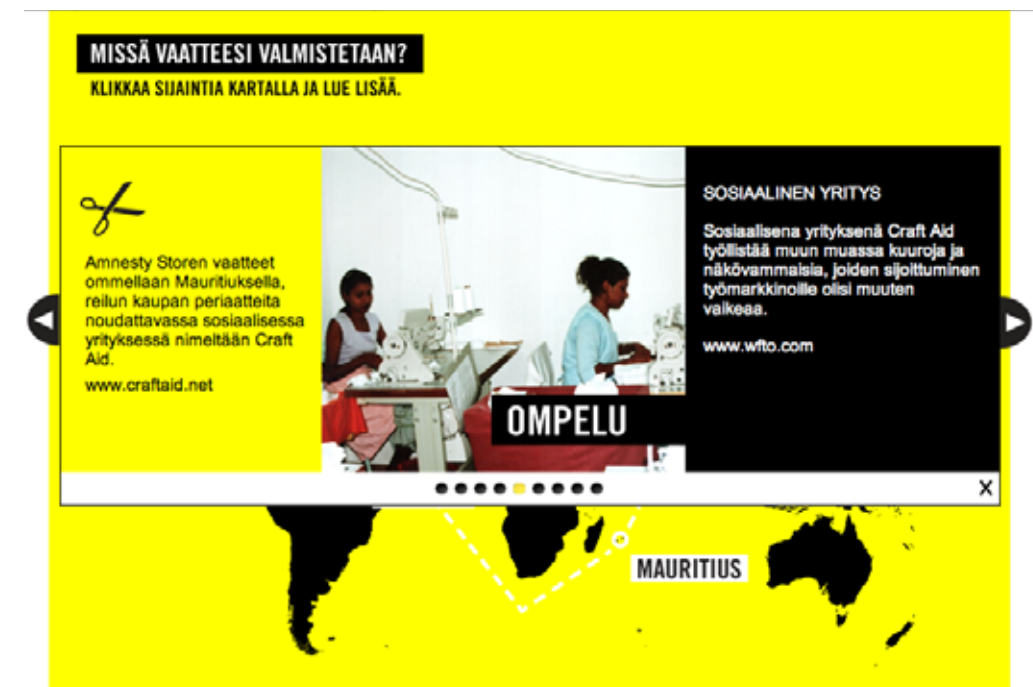 MISSÄ VAATTEESI VALMISTETAAN?
KLIKKAA SIJAINTIA KARTALLA JA LUE LISÄÄ.
Amnesty Storen vaatteet
ommellaan Mauritiuksella,
reilun kaupan periaatteita
noudattavassa sosiaalisessa
yrityksessä nimeltään Craft
Aid.
www.craftaid.net
OMPELU
SOSIAALINEN YRITYS
Sosiaalisena yrityksenä Craft Aid
työllistää muun muassa kuuroja ja
näkövammaisia, joiden sijoittuminen
työmarkkinoille olisi muuten
vaikeaa.
www.wfto.com
X
MAURITIUS